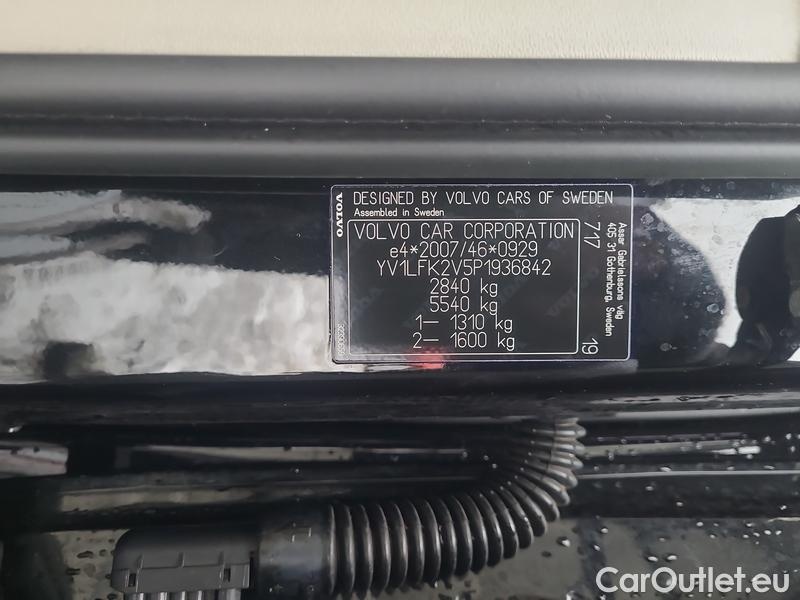 VOLVO
DESIGNED BY VOLVO CARS OF SWEDEN
Assembled in Sweden
VOLVO CAR CORPORATION
e4*2007/46*0929
YV1LFK2V5P1936842
2840 kg
5540 kg
1— 1310 kg
2— 1600 kg
717
19
Assar Gabrielssons väg
405 31 Gothenburg, Sweden
CarOutlet.eu